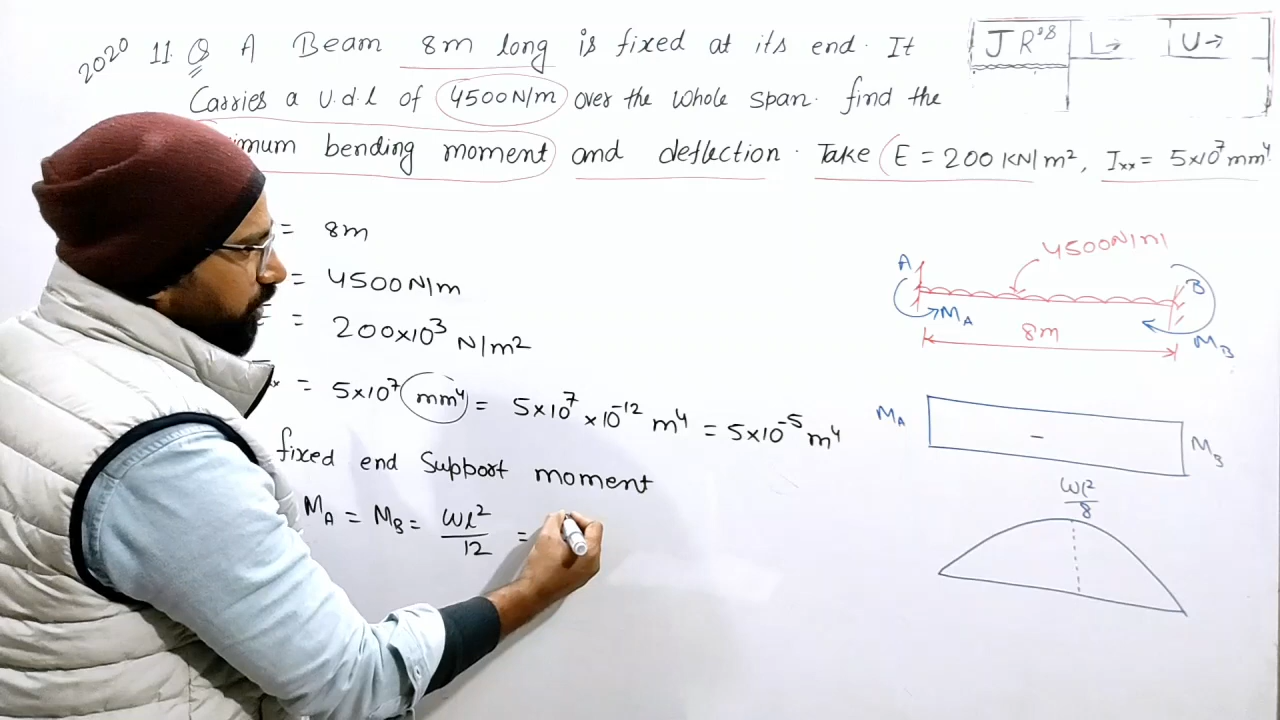 2020 11. Q A Beam 8m long is fixed at its end. It
Carries a U.d.l of 4500N/m over the whole span. find the
imum bending moment and deflection. Take E = 200 KN/m², Ixx = 5×10⁷ mm⁴
JR
L→
U→
= 8m
= 4500 N/m
= 200×10³ N/m²
= 5×10⁷ mm⁴ = 5×10⁷ × 10⁻¹² m⁴ = 5×10⁻⁵ m⁴
fixed end Support moment
MA = MB = wl²/12 =
4500N/m
A
B
MA
8m
MB
MA
-
MB
wl²/8